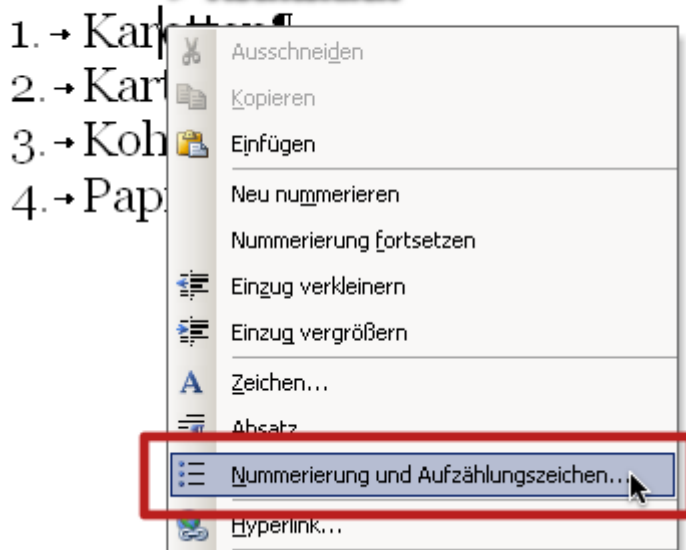 1. → Karotten¶
2. → Kart
3. → Koh
4. → Pap
Ausschneiden
Kopieren
Einfügen
Neu nummerieren
Nummerierung fortsetzen
Einzug verkleinern
Einzug vergrößern
Zeichen...
Absatz
Nummerierung und Aufzählungszeichen...
Hyperlink...